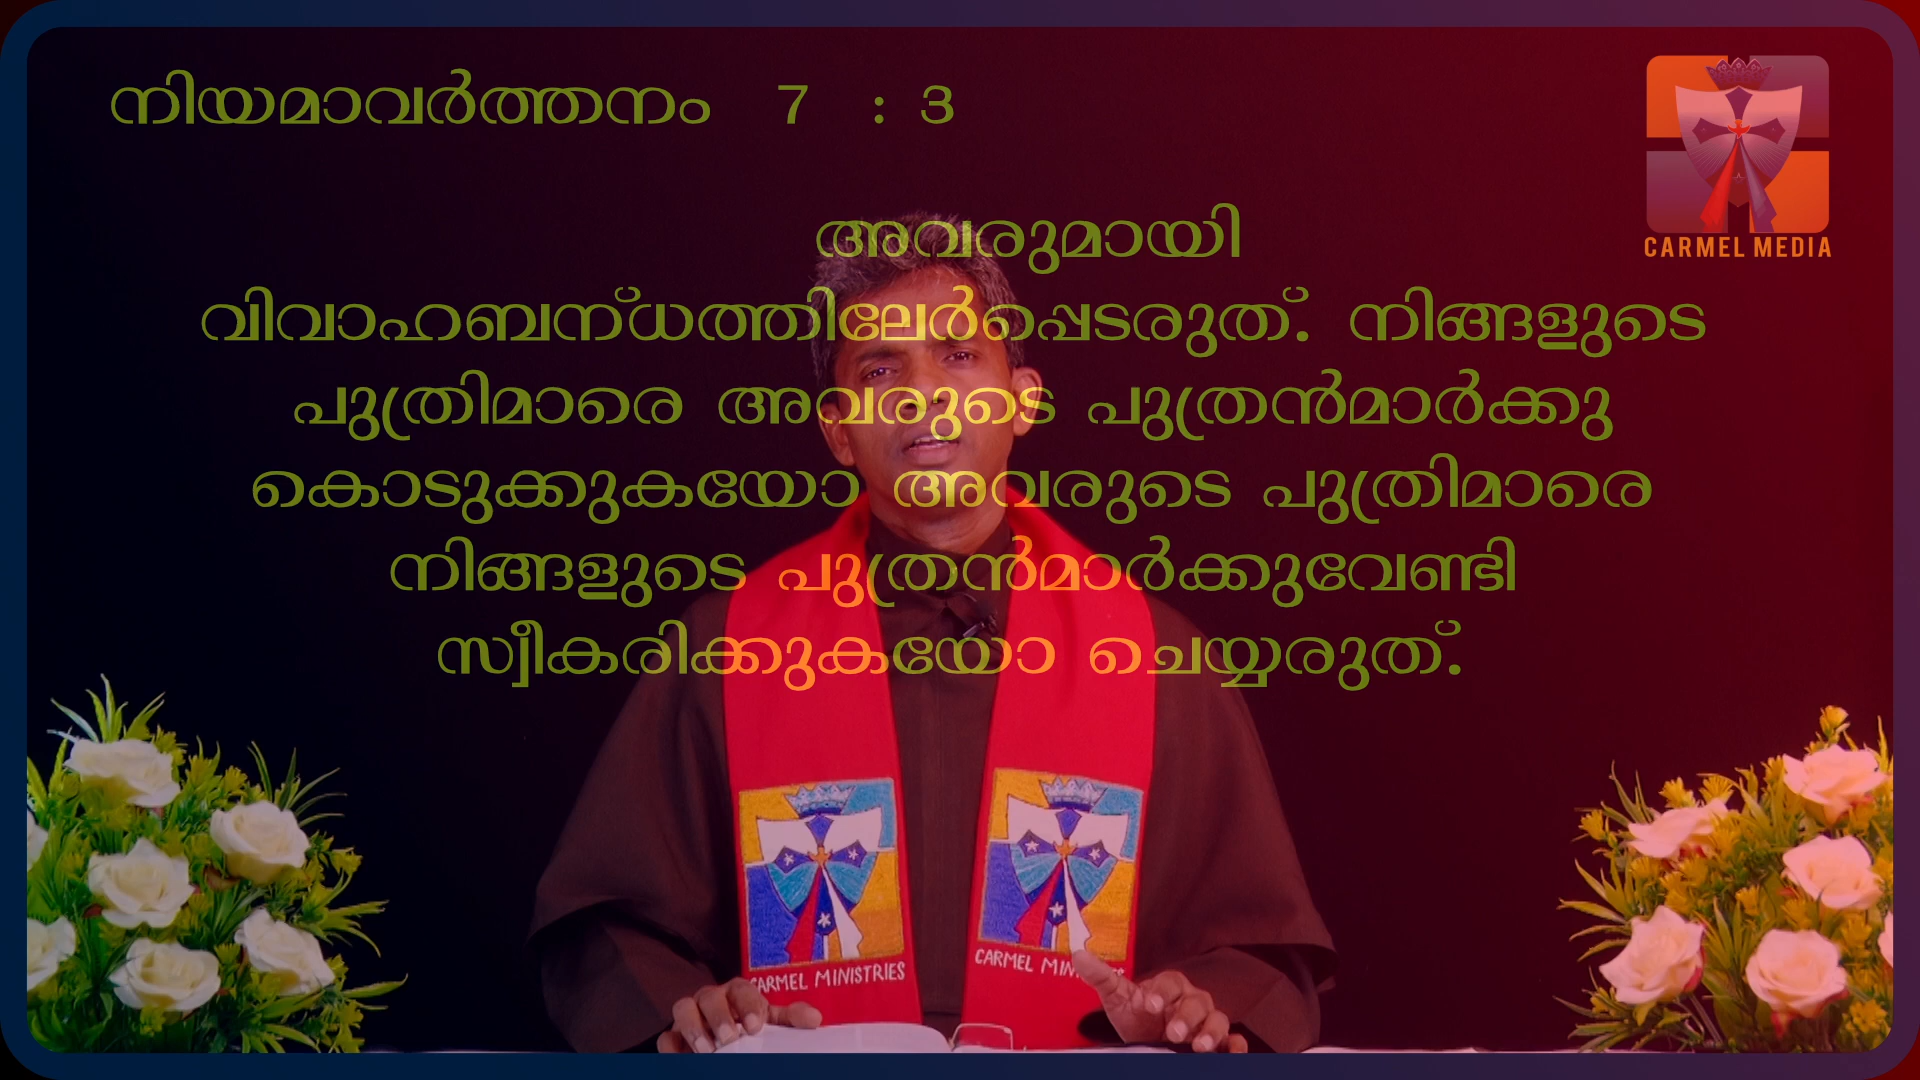 നിയമാവർത്തനം 7 : 3
CARMEL MEDIA
അവരുമായി
വിവാഹബന്ധത്തിലേർപ്പെടരുത്. നിങ്ങളുടെ
പുത്രിമാരെ അവരുടെ പുത്രൻമാർക്കു
കൊടുക്കുകയോ അവരുടെ പുത്രിമാരെ
നിങ്ങളുടെ പുത്രൻമാർക്കുവേണ്ടി
സ്വീകരിക്കുകയോ ചെയ്യരുത്.
CARMEL MINISTRIES
CARMEL